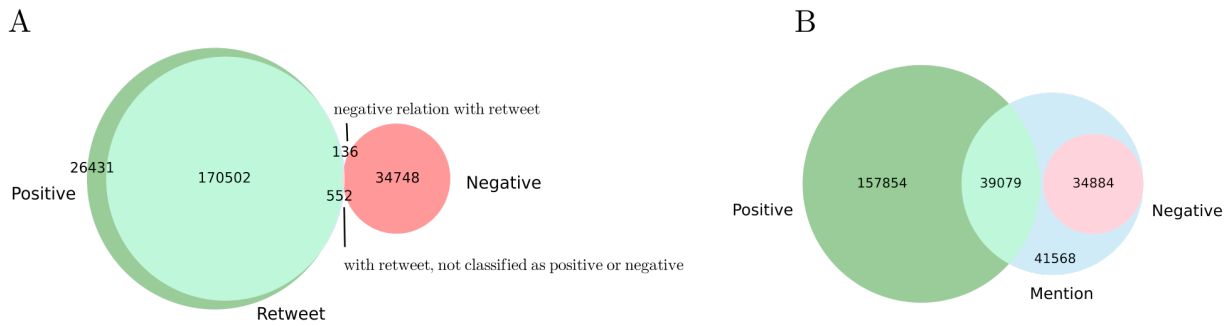 A
negative relation with retweet
136
26431
170502
34748
Positive
Negative
552
with retweet, not classified as positive or negative
Retweet
B
157854
39079
34884
Positive
Negative
41568
Mention